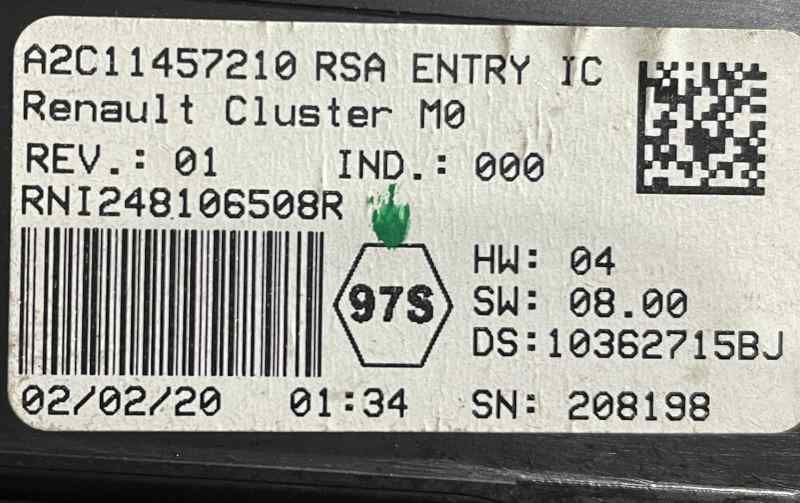 A2C11457210 RSA ENTRY IC
Renault Cluster M0
REV.: 01 IND.: 000
RNI248106508R
97S
HW: 04
SW: 08.00
DS:10362715BJ
02/02/20 01:34 SN: 208198